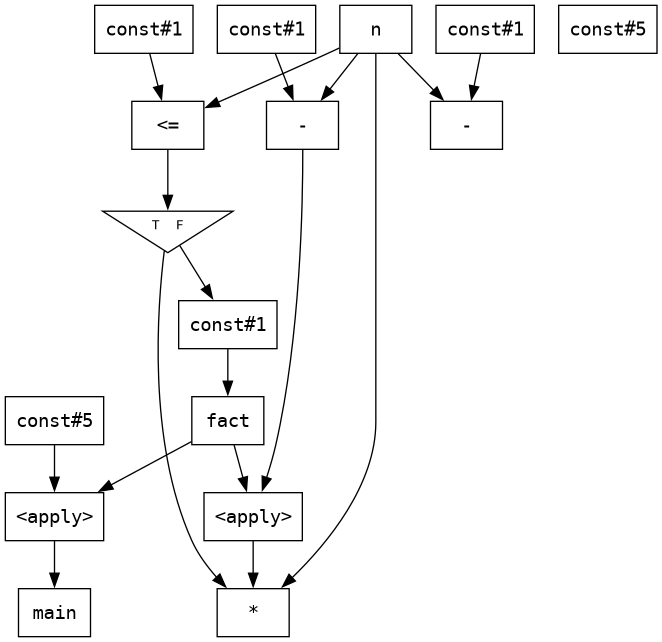 const#1
const#1
n
const#1
const#5
<=
-
-
T F
const#1
const#5
fact
<apply>
<apply>
main
*